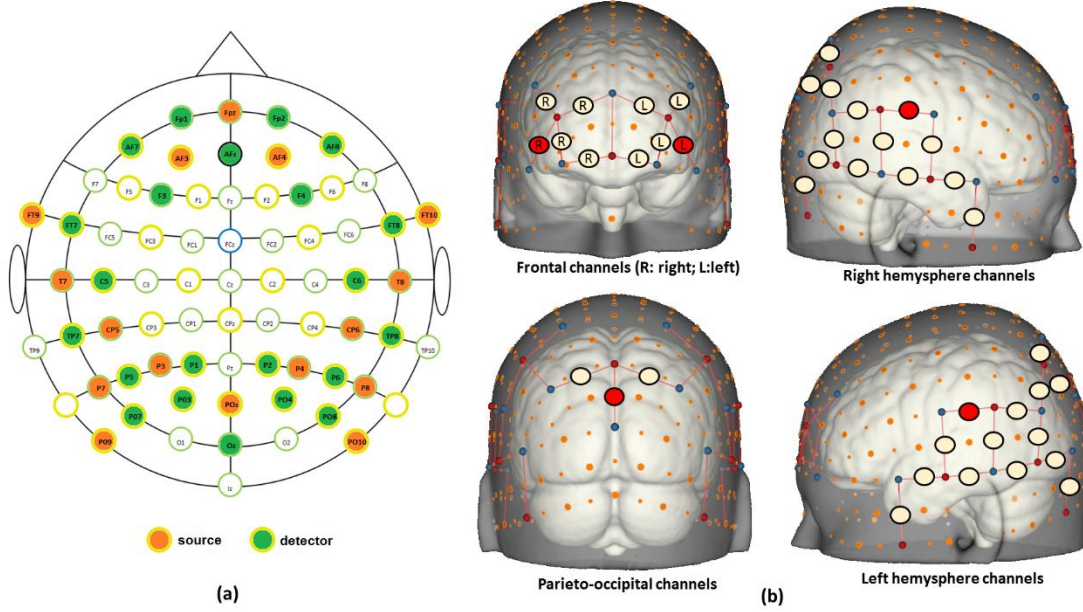 Fp1 Fpz Fp2
AF7 AF3 AFz AF4 AF8
F7 F5 F3 F1 Fz F2 F4 F6 F8
FT9 FT7 FC5 FC3 FC1 FCz FC2 FC4 FC6 FT8 FT10
T7 C5 C3 C1 Cz C2 C4 C6 T8
TP9 TP7 CP5 CP3 CP1 CPz CP2 CP4 CP6 TP8 TP10
P7 P5 P3 P1 Pz P2 P4 P6 P8
P09 P07 P03 POz PO4 PO8 PO10
O1 Oz O2
Iz
source detector
(a)
R R L L
R R L L
R L
Frontal channels (R: right; L:left)
Right hemysphere channels
Parieto-occipital channels
Left hemysphere channels
(b)